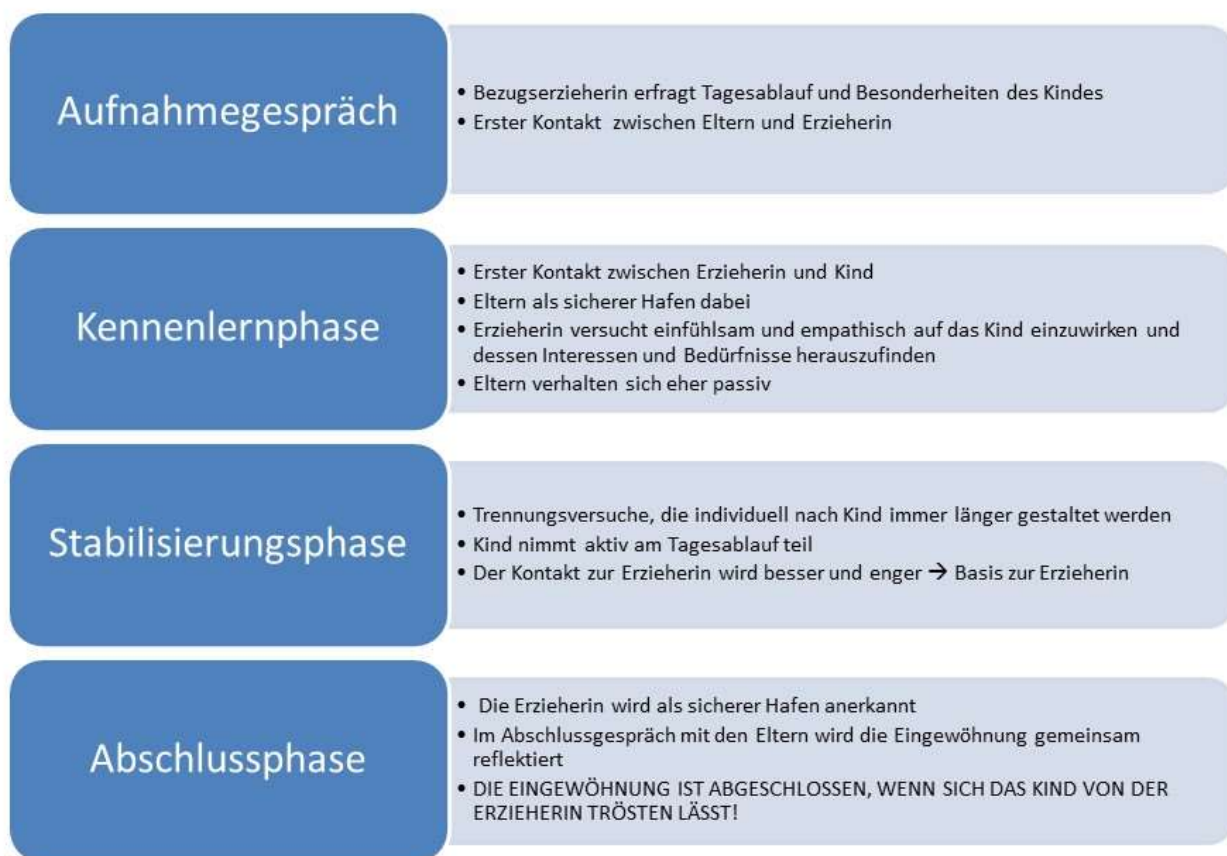 Aufnahmegespräch
• Bezugserzieherin erfragt Tagesablauf und Besonderheiten des Kindes
• Erster Kontakt zwischen Eltern und Erzieherin
Kennenlernphase
• Erster Kontakt zwischen Erzieherin und Kind
• Eltern als sicherer Hafen dabei
• Erzieherin versucht einfühlsam und empathisch auf das Kind einzuwirken und
dessen Interessen und Bedürfnisse herauszufinden
• Eltern verhalten sich eher passiv
Stabilisierungsphase
• Trennungsversuche, die individuell nach Kind immer länger gestaltet werden
• Kind nimmt aktiv am Tagesablauf teil
• Der Kontakt zur Erzieherin wird besser und enger → Basis zur Erzieherin
Abschlussphase
• Die Erzieherin wird als sicherer Hafen anerkannt
• Im Abschlussgespräch mit den Eltern wird die Eingewöhnung gemeinsam
reflektiert
• DIE EINGEWÖHNUNG IST ABGESCHLOSSEN, WENN SICH DAS KIND VON DER
ERZIEHERIN TRÖSTEN LÄSST!